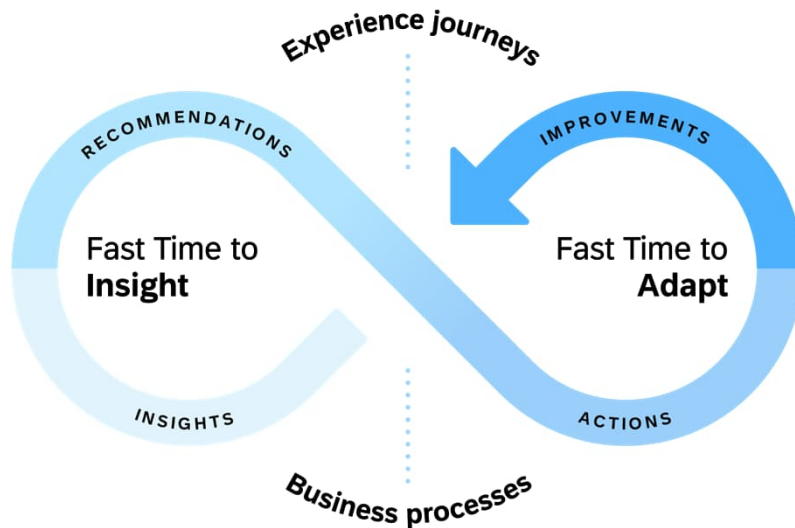 Experience journeys
RECOMMENDATIONS
IMPROVEMENTS
Fast Time to
Insight
Fast Time to
Adapt
INSIGHTS
ACTIONS
Business processes